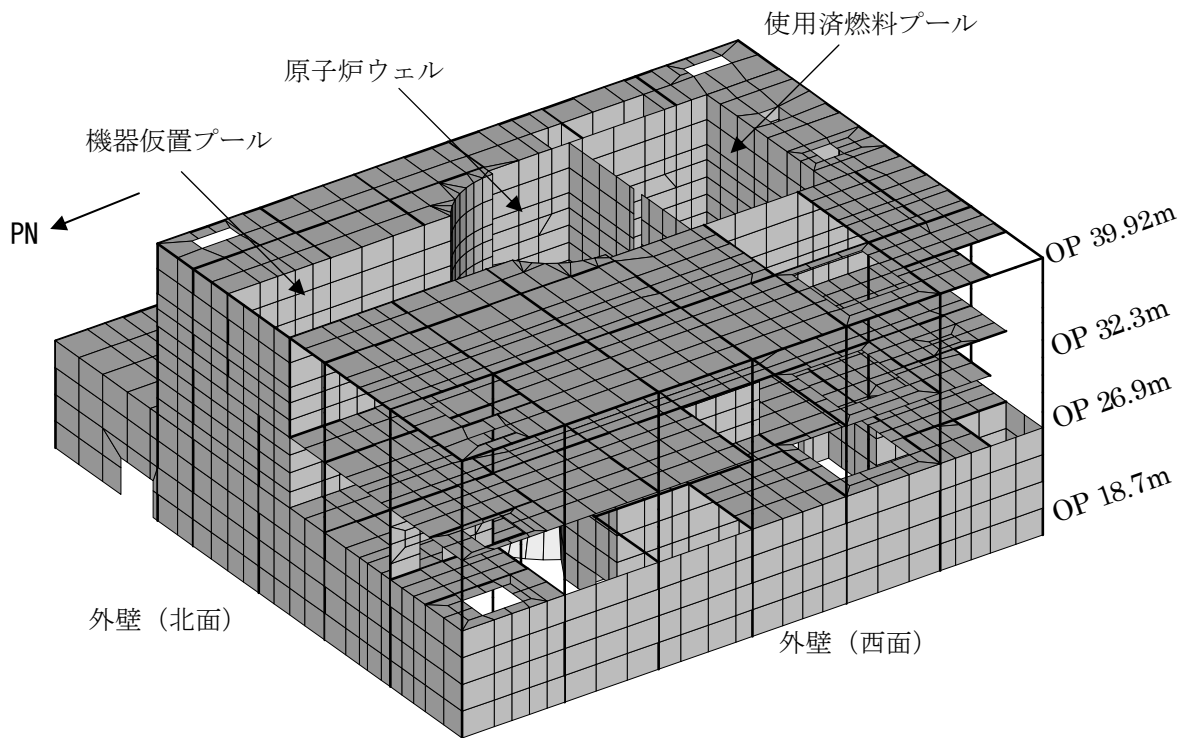 使用済燃料プール
原子炉ウェル
機器仮置プール
PN
OP 39.92m
OP 32.3m
OP 26.9m
OP 18.7m
外壁（北面）
外壁（西面）